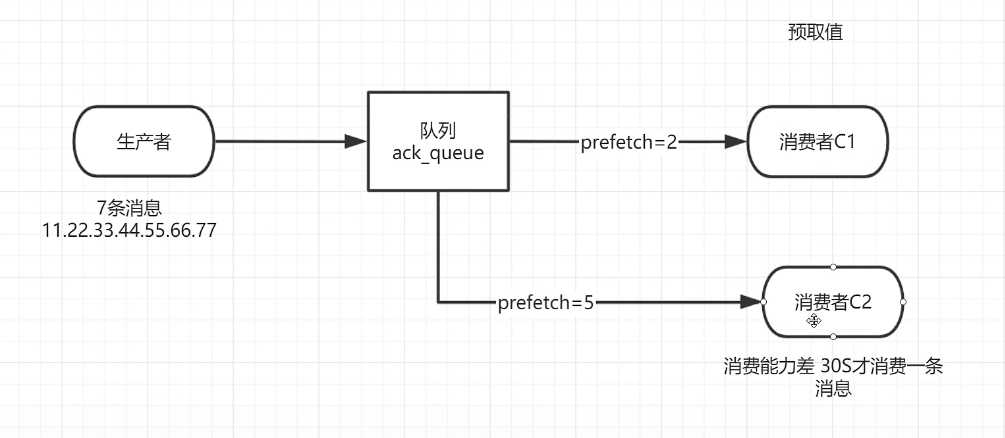 预取值
生产者
队列
ack_queue
prefetch=2
消费者C1
7条消息
11.22.33.44.55.66.77
prefetch=5
消费者C2
消费能力差 30S才消费一条
消息